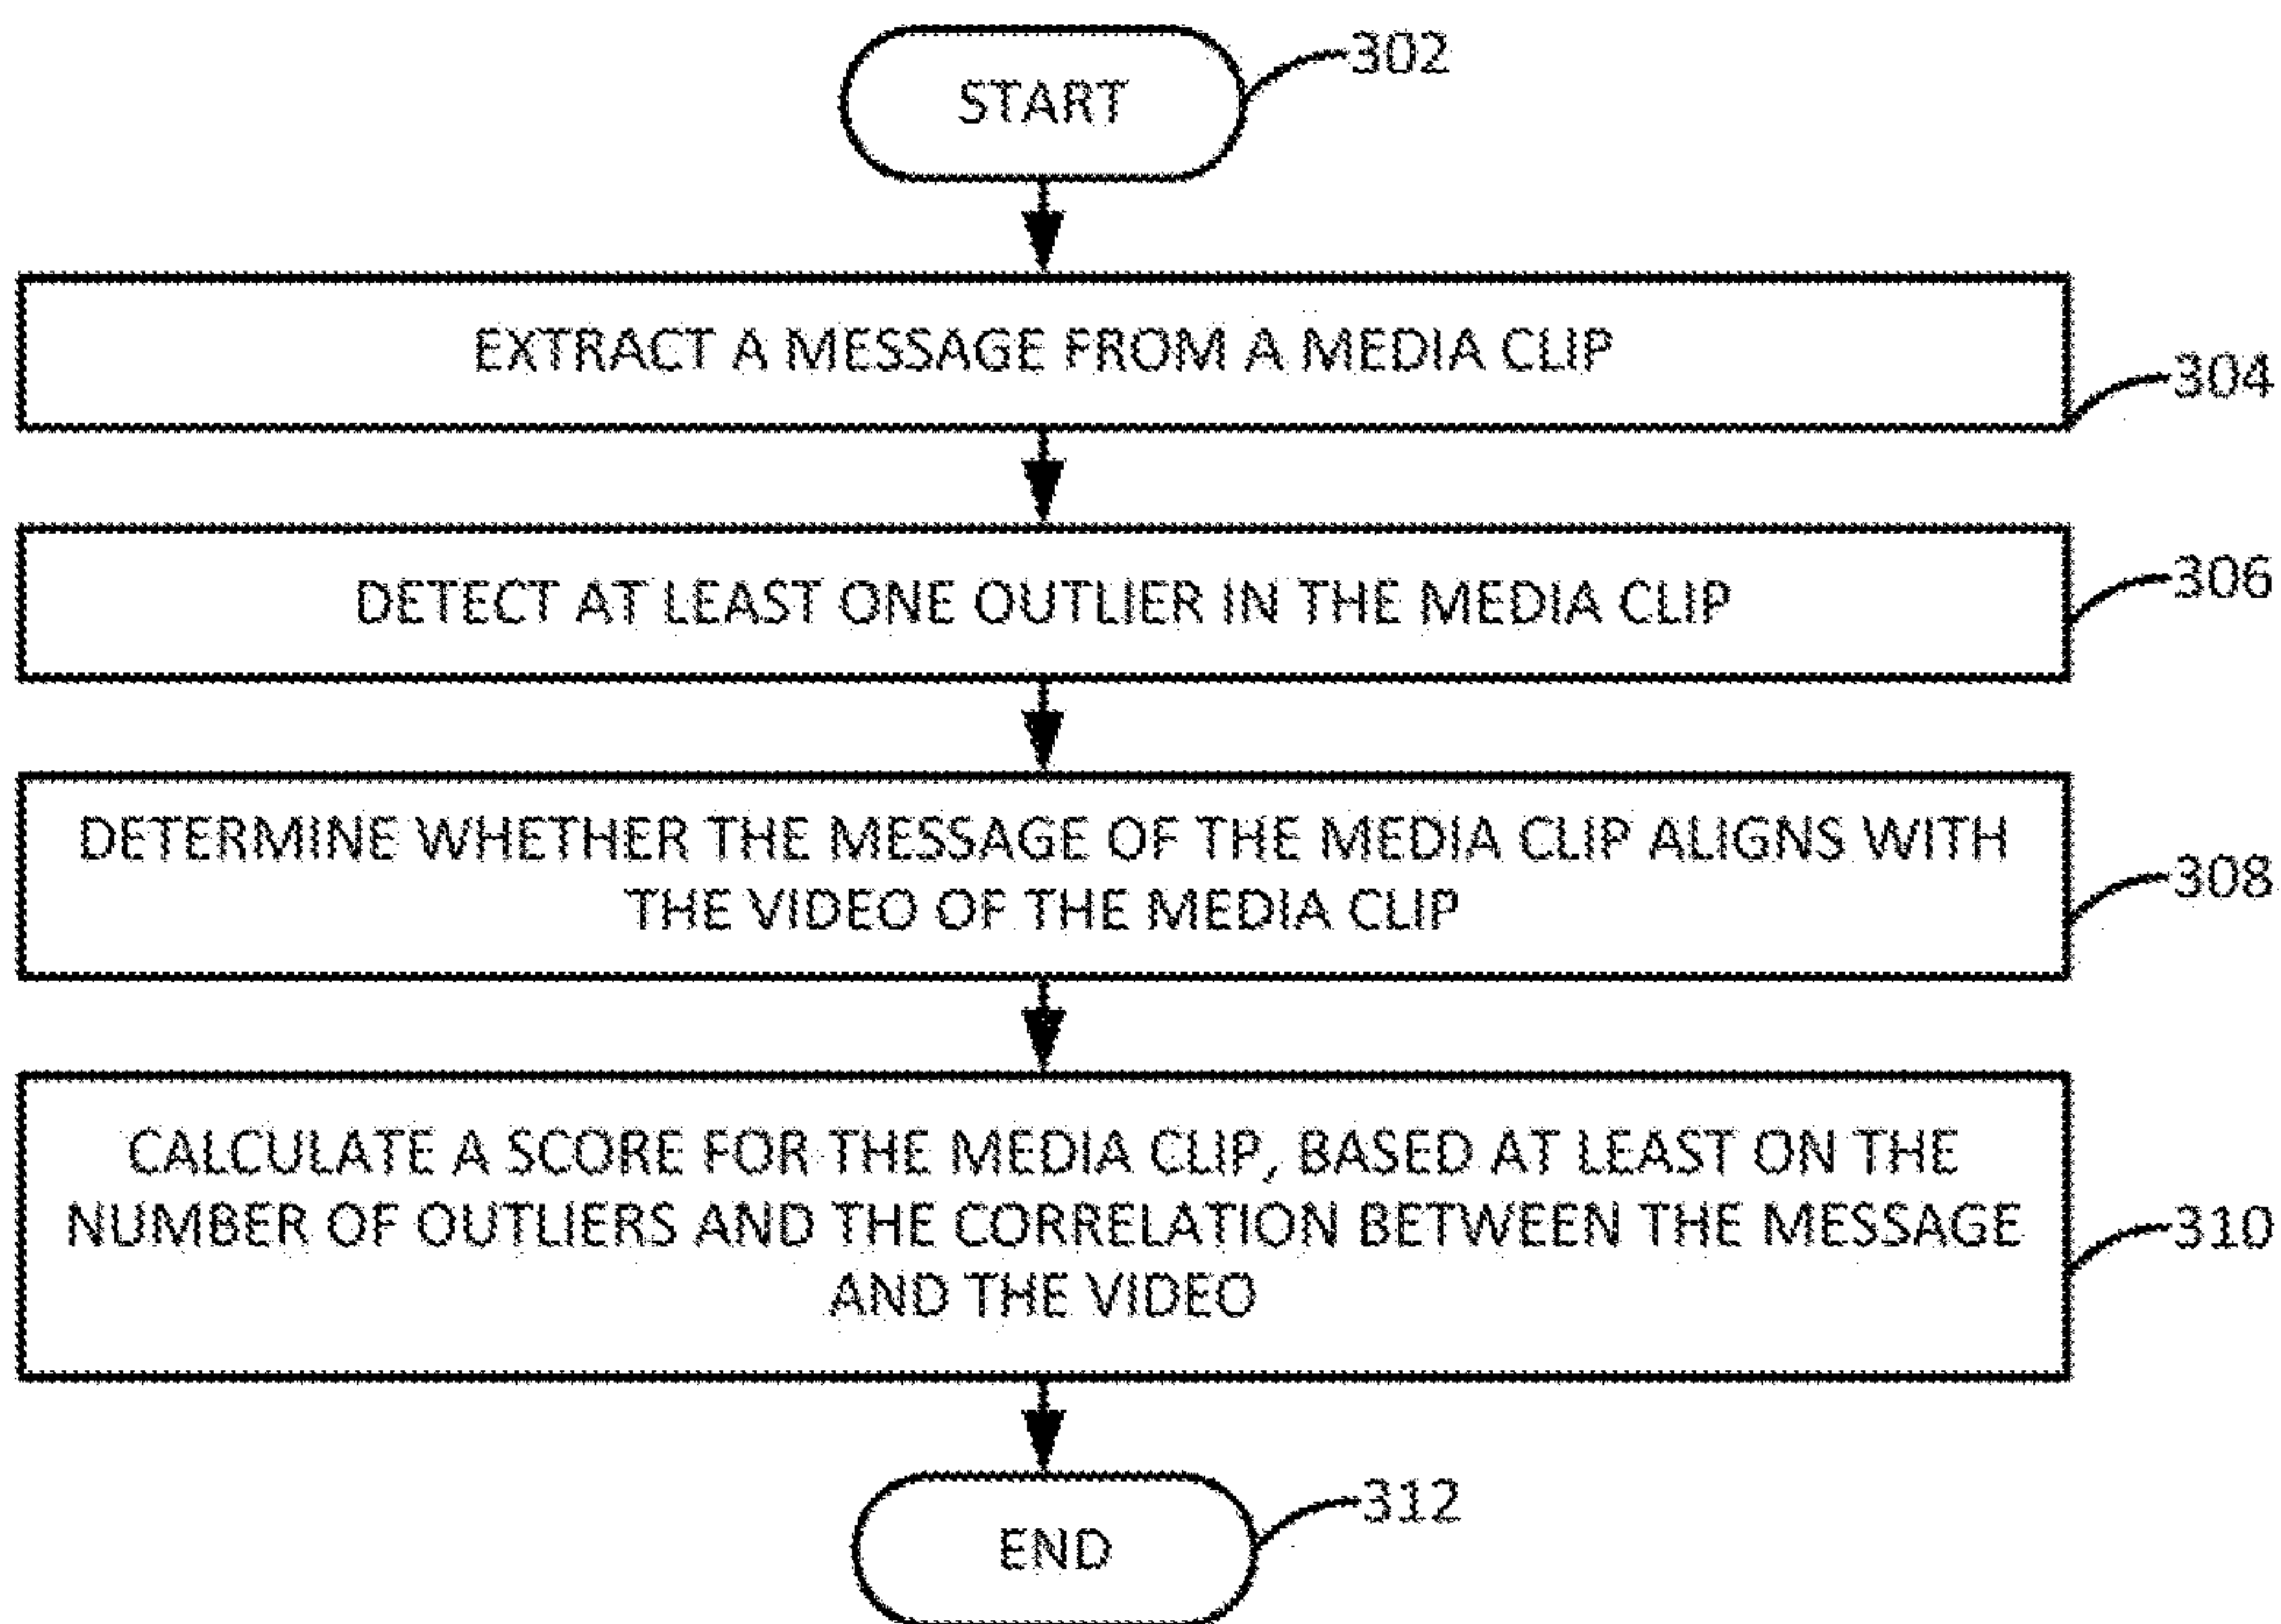 START
302
EXTRACT A MESSAGE FROM A MEDIA CLIP
304
DETECT AT LEAST ONE OUTLIER IN THE MEDIA CLIP
306
DETERMINE WHETHER THE MESSAGE OF THE MEDIA CLIP ALIGNS WITH
THE VIDEO OF THE MEDIA CLIP
308
CALCULATE A SCORE FOR THE MEDIA CLIP, BASED AT LEAST ON THE
NUMBER OF OUTLIERS AND THE CORRELATION BETWEEN THE MESSAGE
AND THE VIDEO
310
END
312